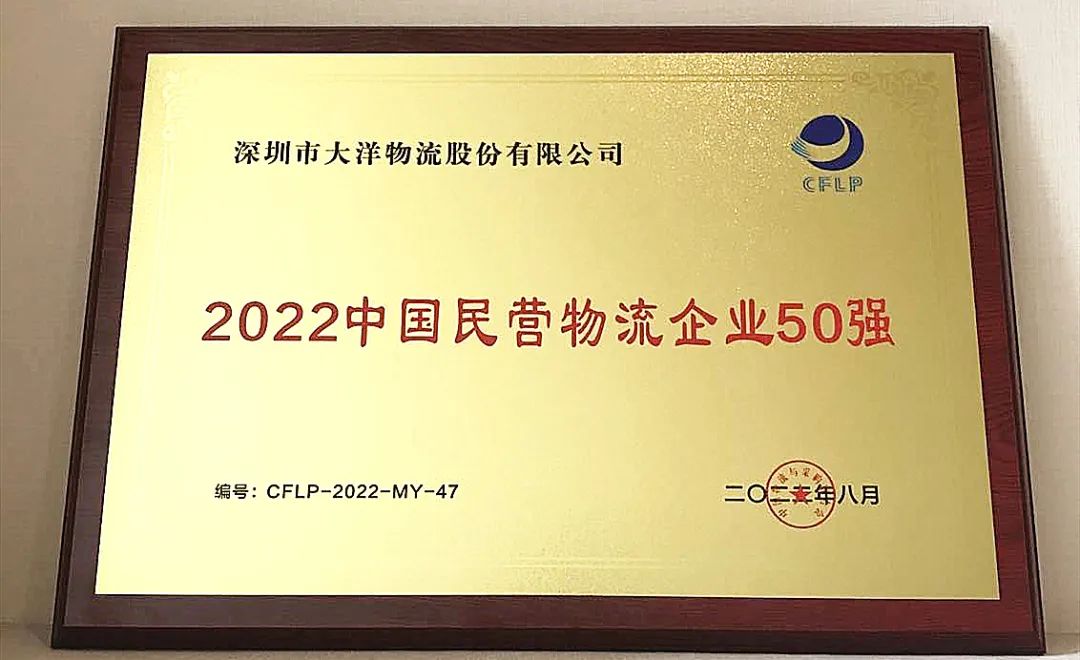 深圳市大洋物流股份有限公司
CFLP
2022中国民营物流企业50强
编号：CFLP-2022-MY-47
二〇二二年八月